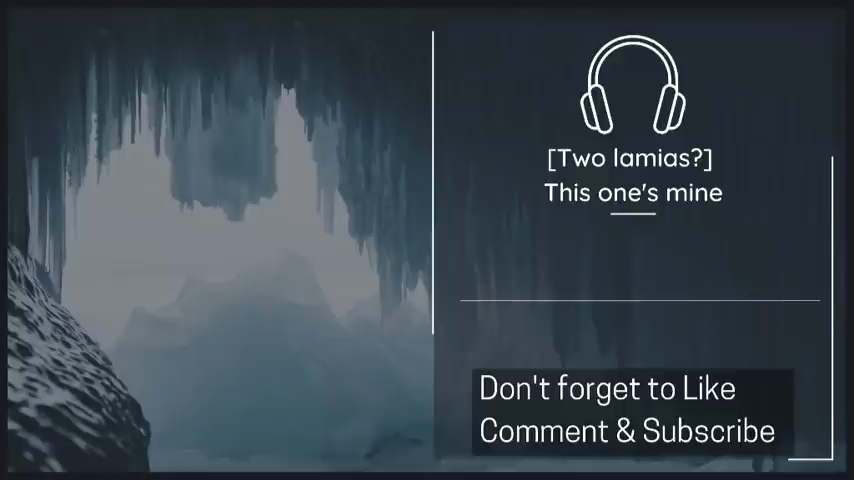 [Two lamias?]
This one's mine
Don't forget to Like
Comment & Subscribe